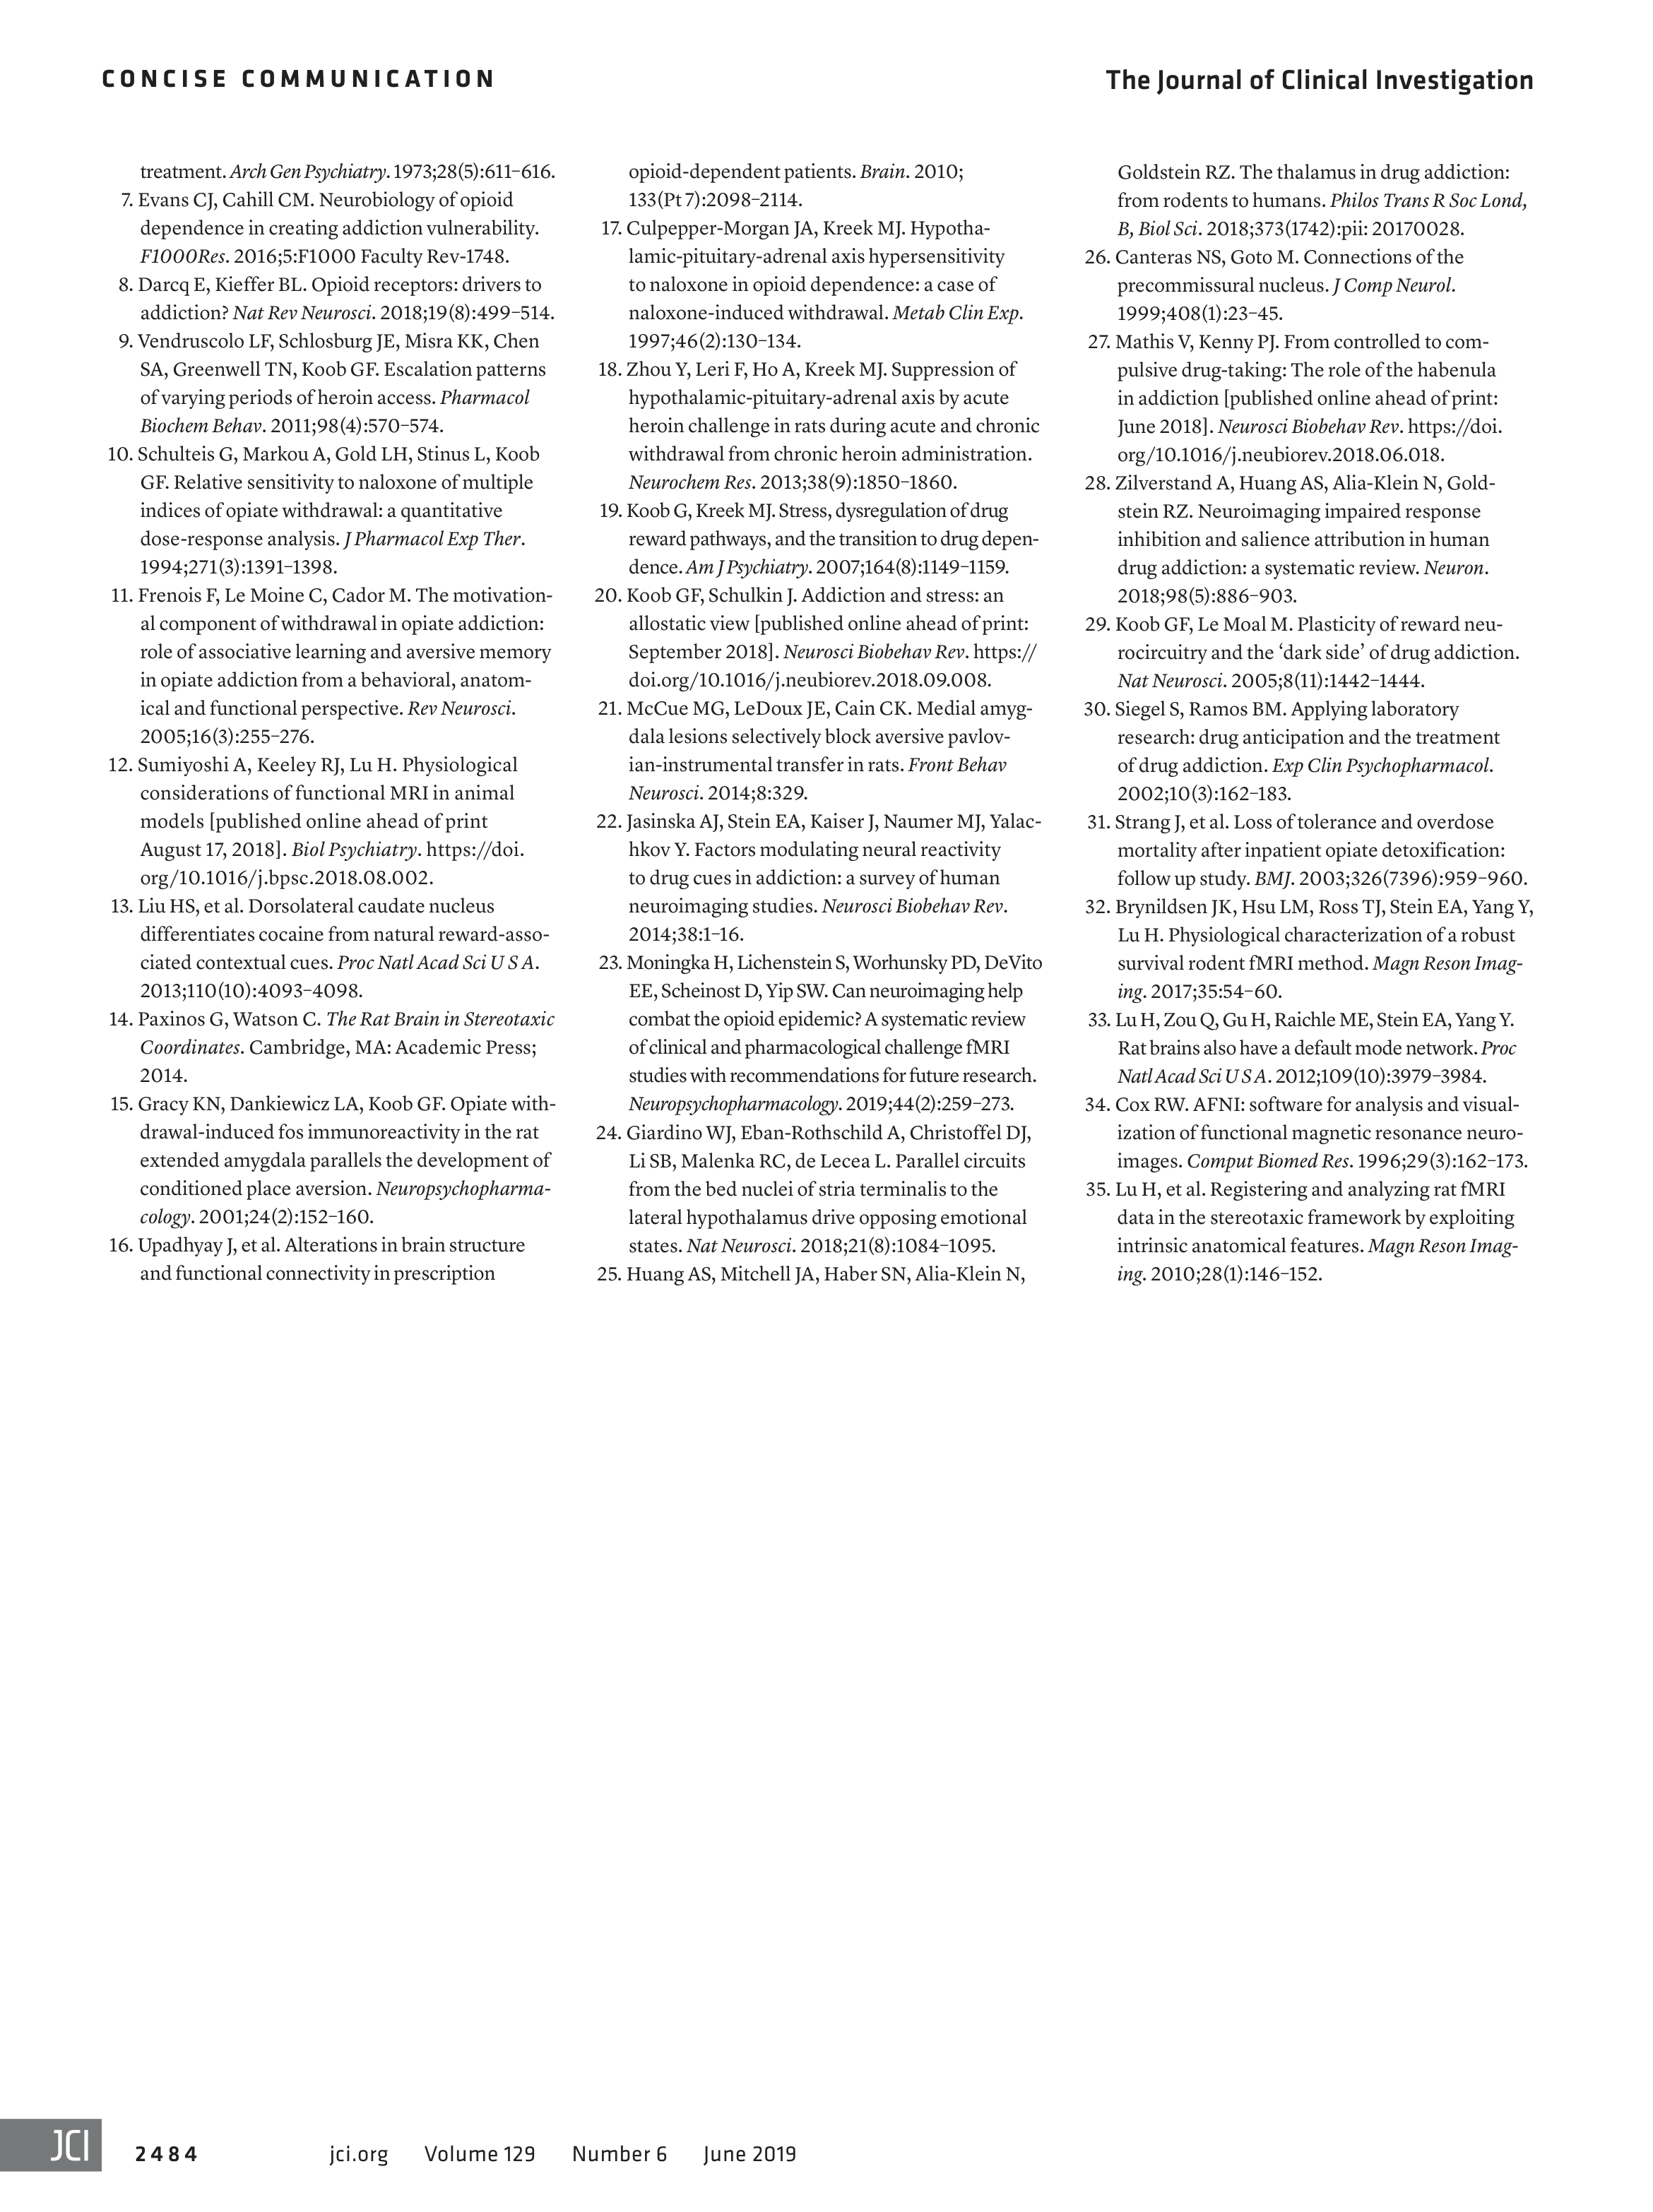 CONCISE COMMUNICATION
The Journal of Clinical Investigation
treatment. Arch Gen Psychiatry. 1973;28(5):611–616.
7. Evans CJ, Cahill CM. Neurobiology of opioid
dependence in creating addiction vulnerability.
F1000Res. 2016;5:F1000 Faculty Rev-1748.
8. Darcq E, Kieffer BL. Opioid receptors: drivers to
addiction? Nat Rev Neurosci. 2018;19(8):499–514.
9. Vendruscolo LF, Schlosburg JE, Misra KK, Chen
SA, Greenwell TN, Koob GF. Escalation patterns
of varying periods of heroin access. Pharmacol
Biochem Behav. 2011;98(4):570–574.
10. Schulteis G, Markou A, Gold LH, Stinus L, Koob
GF. Relative sensitivity to naloxone of multiple
indices of opiate withdrawal: a quantitative
dose-response analysis. J Pharmacol Exp Ther.
1994;271(3):1391–1398.
11. Frenois F, Le Moine C, Cador M. The motivation-
al component of withdrawal in opiate addiction:
role of associative learning and aversive memory
in opiate addiction from a behavioral, anatom-
ical and functional perspective. Rev Neurosci.
2005;16(3):255–276.
12. Sumiyoshi A, Keeley RJ, Lu H. Physiological
considerations of functional MRI in animal
models [published online ahead of print
August 17, 2018]. Biol Psychiatry. https://doi.
org/10.1016/j.bpsc.2018.08.002.
13. Liu HS, et al. Dorsolateral caudate nucleus
differentiates cocaine from natural reward-asso-
ciated contextual cues. Proc Natl Acad Sci U S A.
2013;110(10):4093–4098.
14. Paxinos G, Watson C. The Rat Brain in Stereotaxic
Coordinates. Cambridge, MA: Academic Press;
2014.
15. Gracy KN, Dankiewicz LA, Koob GF. Opiate with-
drawal-induced fos immunoreactivity in the rat
extended amygdala parallels the development of
conditioned place aversion. Neuropsychopharma-
cology. 2001;24(2):152–160.
16. Upadhyay J, et al. Alterations in brain structure
and functional connectivity in prescription
opioid-dependent patients. Brain. 2010;
133(Pt 7):2098–2114.
17. Culpepper-Morgan JA, Kreek MJ. Hypotha-
lamic-pituitary-adrenal axis hypersensitivity
to naloxone in opioid dependence: a case of
naloxone-induced withdrawal. Metab Clin Exp.
1997;46(2):130–134.
18. Zhou Y, Leri F, Ho A, Kreek MJ. Suppression of
hypothalamic-pituitary-adrenal axis by acute
heroin challenge in rats during acute and chronic
withdrawal from chronic heroin administration.
Neurochem Res. 2013;38(9):1850–1860.
19. Koob G, Kreek MJ. Stress, dysregulation of drug
reward pathways, and the transition to drug depen-
dence. Am J Psychiatry. 2007;164(8):1149–1159.
20. Koob GF, Schulkin J. Addiction and stress: an
allostatic view [published online ahead of print:
September 2018]. Neurosci Biobehav Rev. https://
doi.org/10.1016/j.neubiorev.2018.09.008.
21. McCue MG, LeDoux JE, Cain CK. Medial amyg-
dala lesions selectively block aversive pavlov-
ian-instrumental transfer in rats. Front Behav
Neurosci. 2014;8:329.
22. Jasinska AJ, Stein EA, Kaiser J, Naumer MJ, Yalac-
hkov Y. Factors modulating neural reactivity
to drug cues in addiction: a survey of human
neuroimaging studies. Neurosci Biobehav Rev.
2014;38:1–16.
23. Moningka H, Lichenstein S, Worhunsky PD, DeVito
EE, Scheinost D, Yip SW. Can neuroimaging help
combat the opioid epidemic? A systematic review
of clinical and pharmacological challenge fMRI
studies with recommendations for future research.
Neuropsychopharmacology. 2019;44(2):259–273.
24. Giardino WJ, Eban-Rothschild A, Christoffel DJ,
Li SB, Malenka RC, de Lecea L. Parallel circuits
from the bed nuclei of stria terminalis to the
lateral hypothalamus drive opposing emotional
states. Nat Neurosci. 2018;21(8):1084–1095.
25. Huang AS, Mitchell JA, Haber SN, Alia-Klein N,
Goldstein RZ. The thalamus in drug addiction:
from rodents to humans. Philos Trans R Soc Lond,
B, Biol Sci. 2018;373(1742):pii: 20170028.
26. Canteras NS, Goto M. Connections of the
precommissural nucleus. J Comp Neurol.
1999;408(1):23–45.
27. Mathis V, Kenny PJ. From controlled to com-
pulsive drug-taking: The role of the habenula
in addiction [published online ahead of print:
June 2018]. Neurosci Biobehav Rev. https://doi.
org/10.1016/j.neubiorev.2018.06.018.
28. Zilverstand A, Huang AS, Alia-Klein N, Gold-
stein RZ. Neuroimaging impaired response
inhibition and salience attribution in human
drug addiction: a systematic review. Neuron.
2018;98(5):886–903.
29. Koob GF, Le Moal M. Plasticity of reward neu-
rocircuitry and the ‘dark side’ of drug addiction.
Nat Neurosci. 2005;8(11):1442–1444.
30. Siegel S, Ramos BM. Applying laboratory
research: drug anticipation and the treatment
of drug addiction. Exp Clin Psychopharmacol.
2002;10(3):162–183.
31. Strang J, et al. Loss of tolerance and overdose
mortality after inpatient opiate detoxification:
follow up study. BMJ. 2003;326(7396):959–960.
32. Brynildsen JK, Hsu LM, Ross TJ, Stein EA, Yang Y,
Lu H. Physiological characterization of a robust
survival rodent fMRI method. Magn Reson Imag-
ing. 2017;35:54–60.
33. Lu H, Zou Q, Gu H, Raichle ME, Stein EA, Yang Y.
Rat brains also have a default mode network. Proc
Natl Acad Sci U S A. 2012;109(10):3979–3984.
34. Cox RW. AFNI: software for analysis and visual-
ization of functional magnetic resonance neuro-
images. Comput Biomed Res. 1996;29(3):162–173.
35. Lu H, et al. Registering and analyzing rat fMRI
data in the stereotaxic framework by exploiting
intrinsic anatomical features. Magn Reson Imag-
ing. 2010;28(1):146–152.
JCI 2484 jci.org Volume 129 Number 6 June 2019